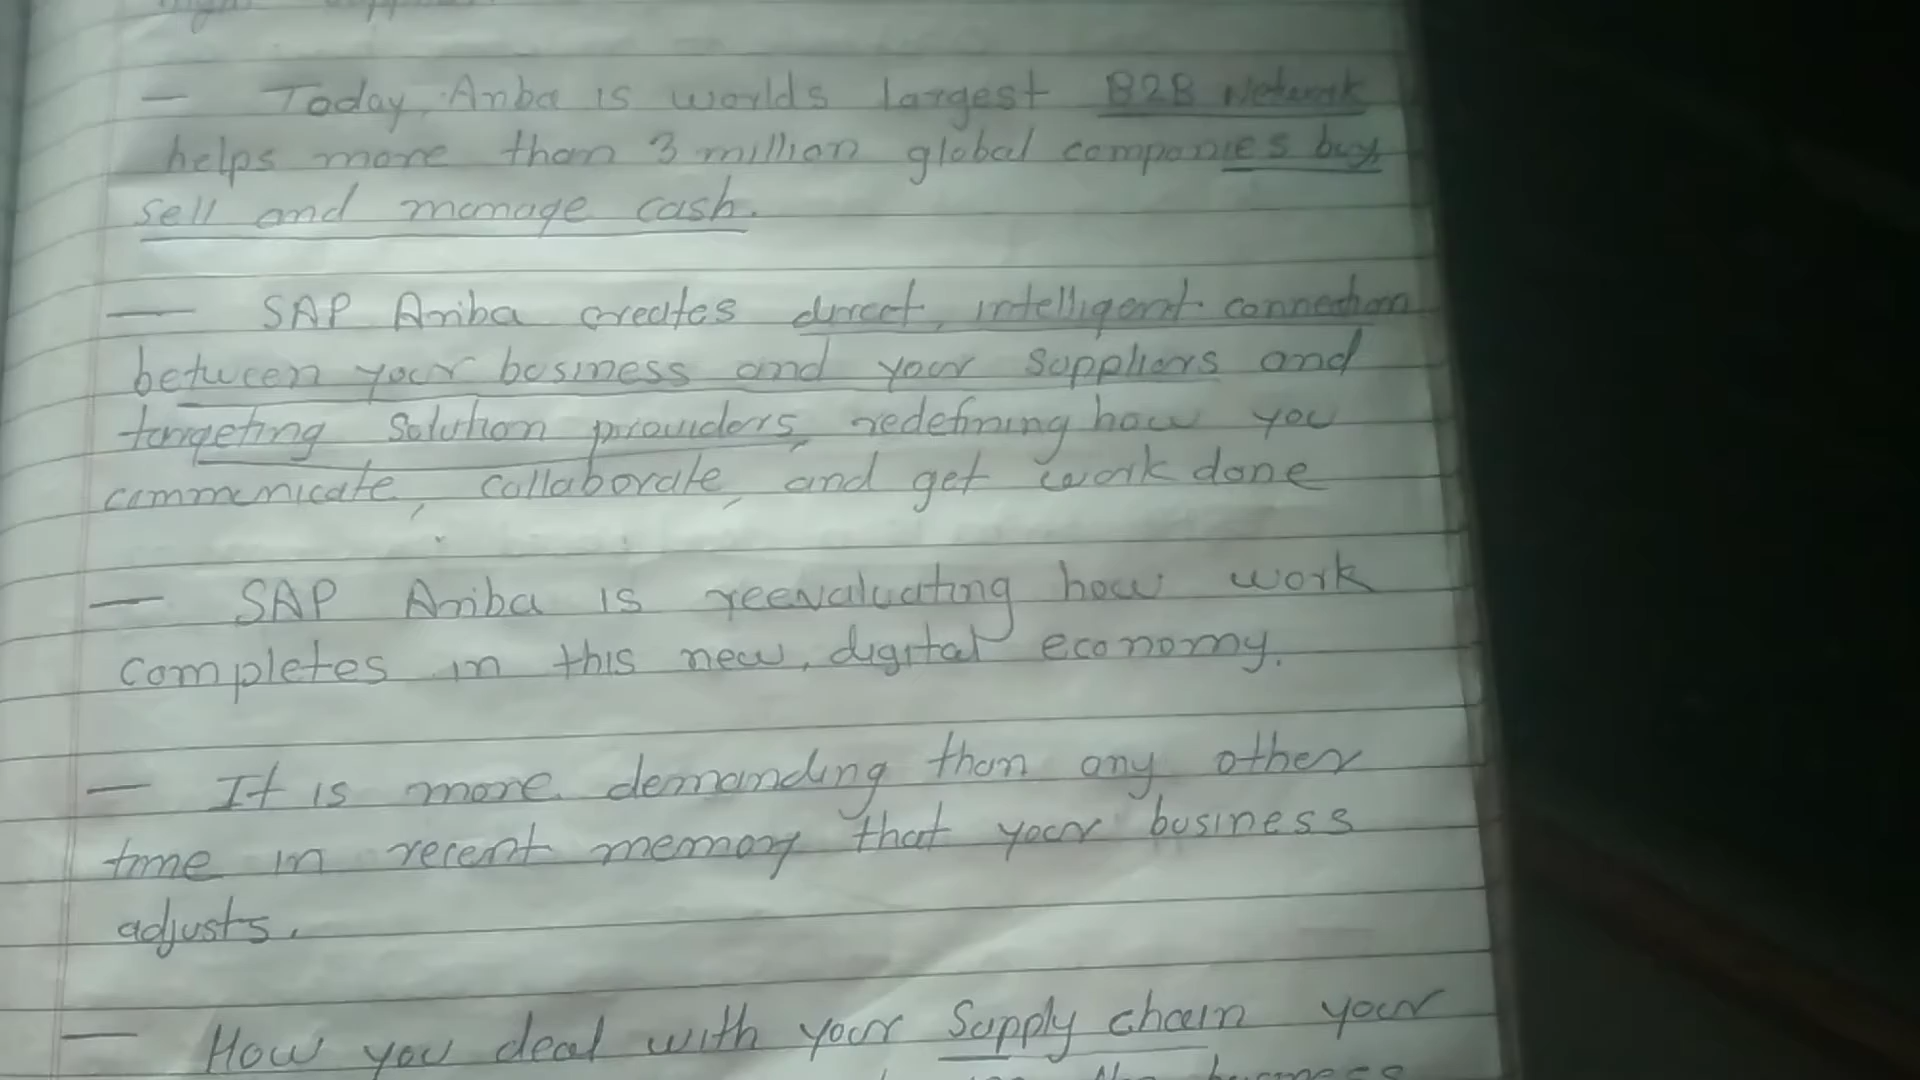 — Today, Ariba is worlds largest B2B Network
helps more than 3 million global companies buy,
sell and manage cash.
— SAP Ariba creates direct, intelligent connection
between your business and your suppliers and
targeting solution providers, redefining how you
communicate, collaborate, and get work done
— SAP Ariba is reevaluating how work
completes in this new, digital economy.
— It is more demanding than any other
time in recent memory that your business
adjusts.
— How you deal with your Supply chain your
business